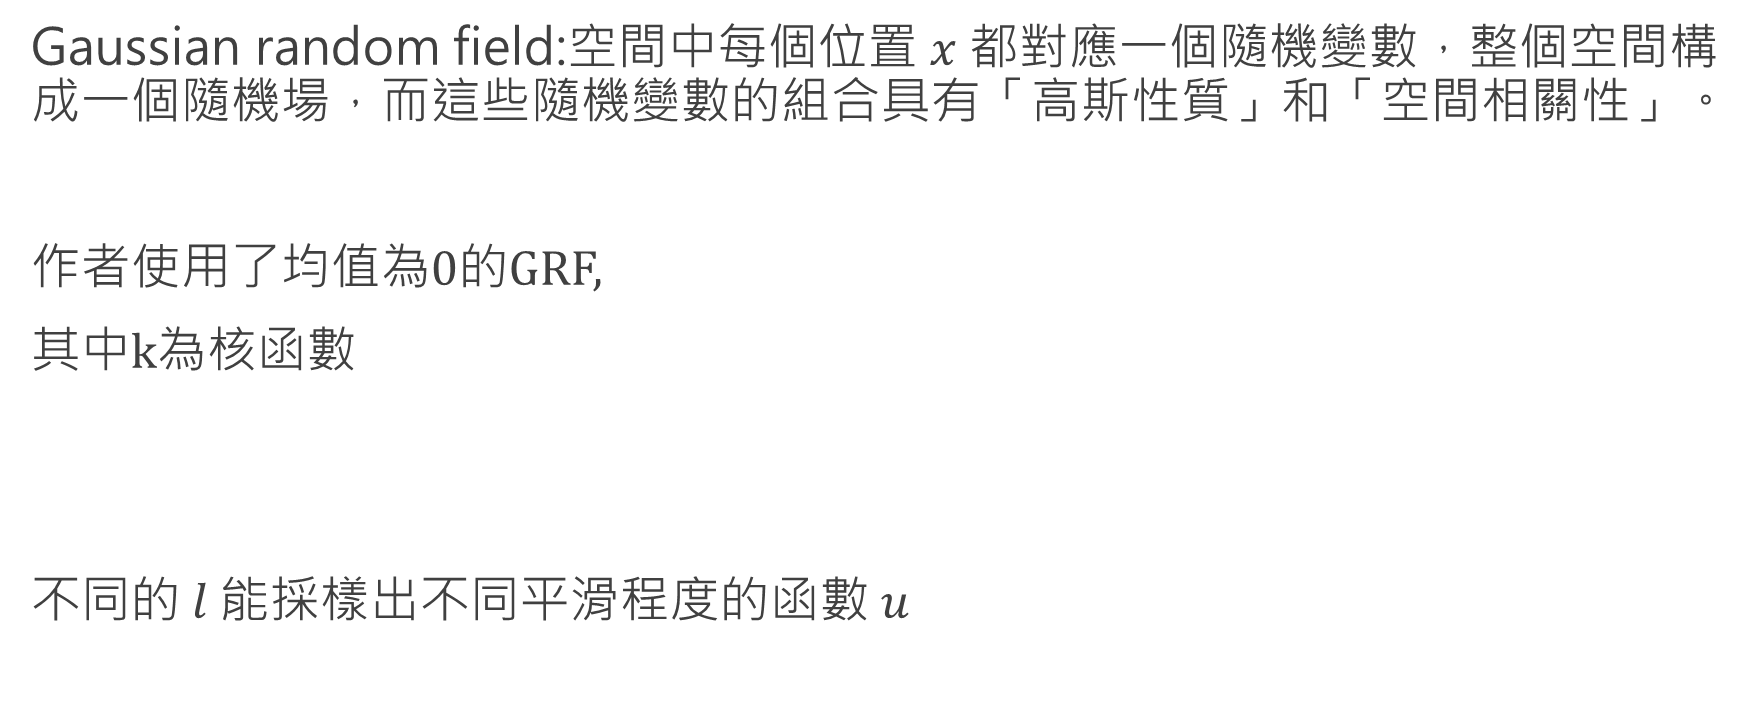 Gaussian random field:空間中每個位置 x 都對應一個隨機變數，整個空間構
成一個隨機場，而這些隨機變數的組合具有「高斯性質」和「空間相關性」。
作者使用了均值為0的GRF,
其中k為核函數
不同的 l 能採樣出不同平滑程度的函數 u